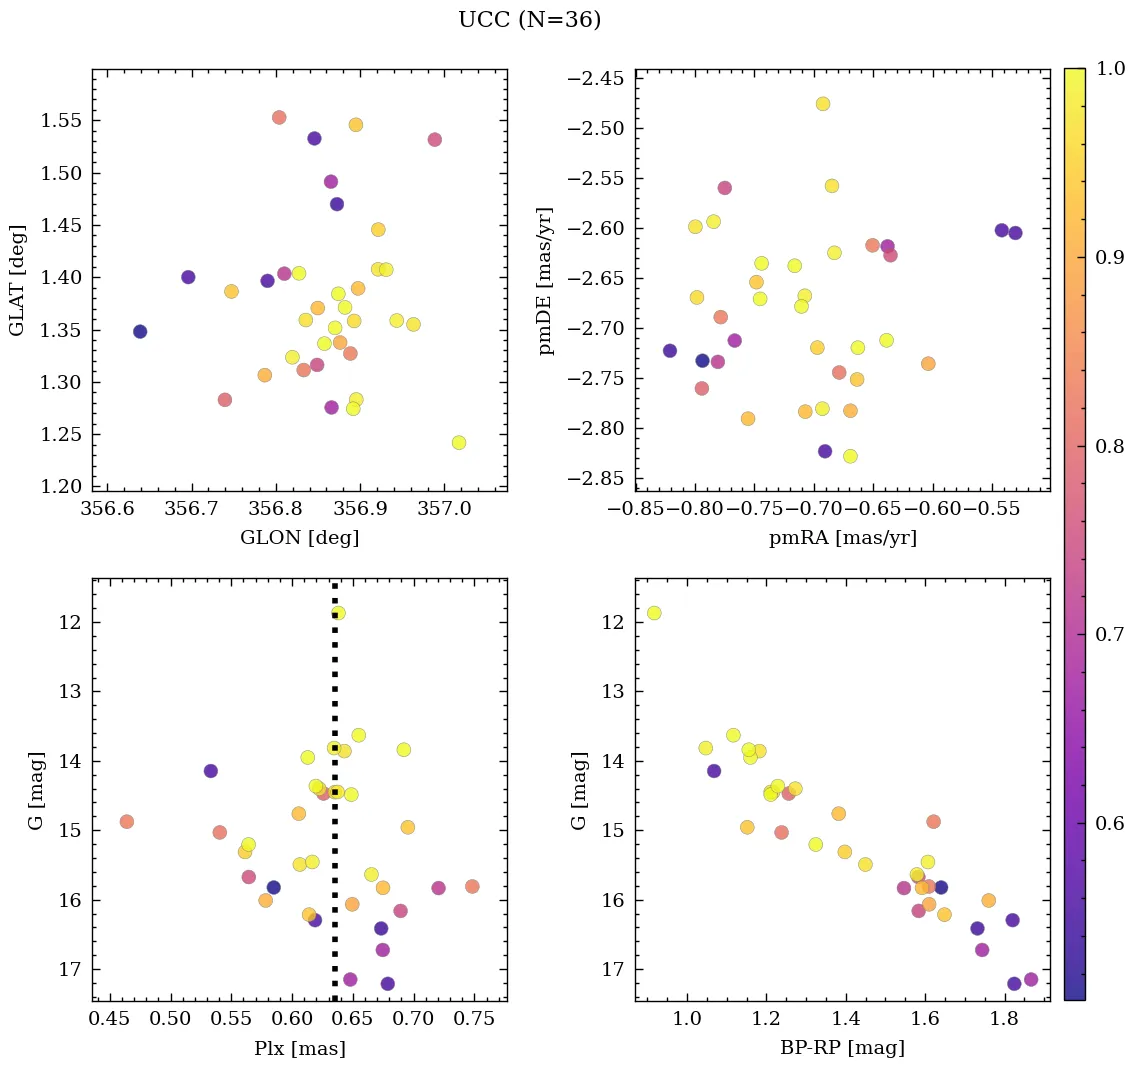 UCC (N=36)
1.55
1.50
1.45
1.40
1.35
1.30
1.25
1.20
GLAT [deg]
356.6 356.7 356.8 356.9 357.0
GLON [deg]
−2.45
−2.50
−2.55
−2.60
−2.65
−2.70
−2.75
−2.80
−2.85
pmDE [mas/yr]
−0.85 −0.80 −0.75 −0.70 −0.65 −0.60 −0.55
pmRA [mas/yr]
12
13
14
15
16
17
G [mag]
0.45 0.50 0.55 0.60 0.65 0.70 0.75
Plx [mas]
12
13
14
15
16
17
G [mag]
1.0 1.2 1.4 1.6 1.8
BP-RP [mag]
1.0
0.9
0.8
0.7
0.6